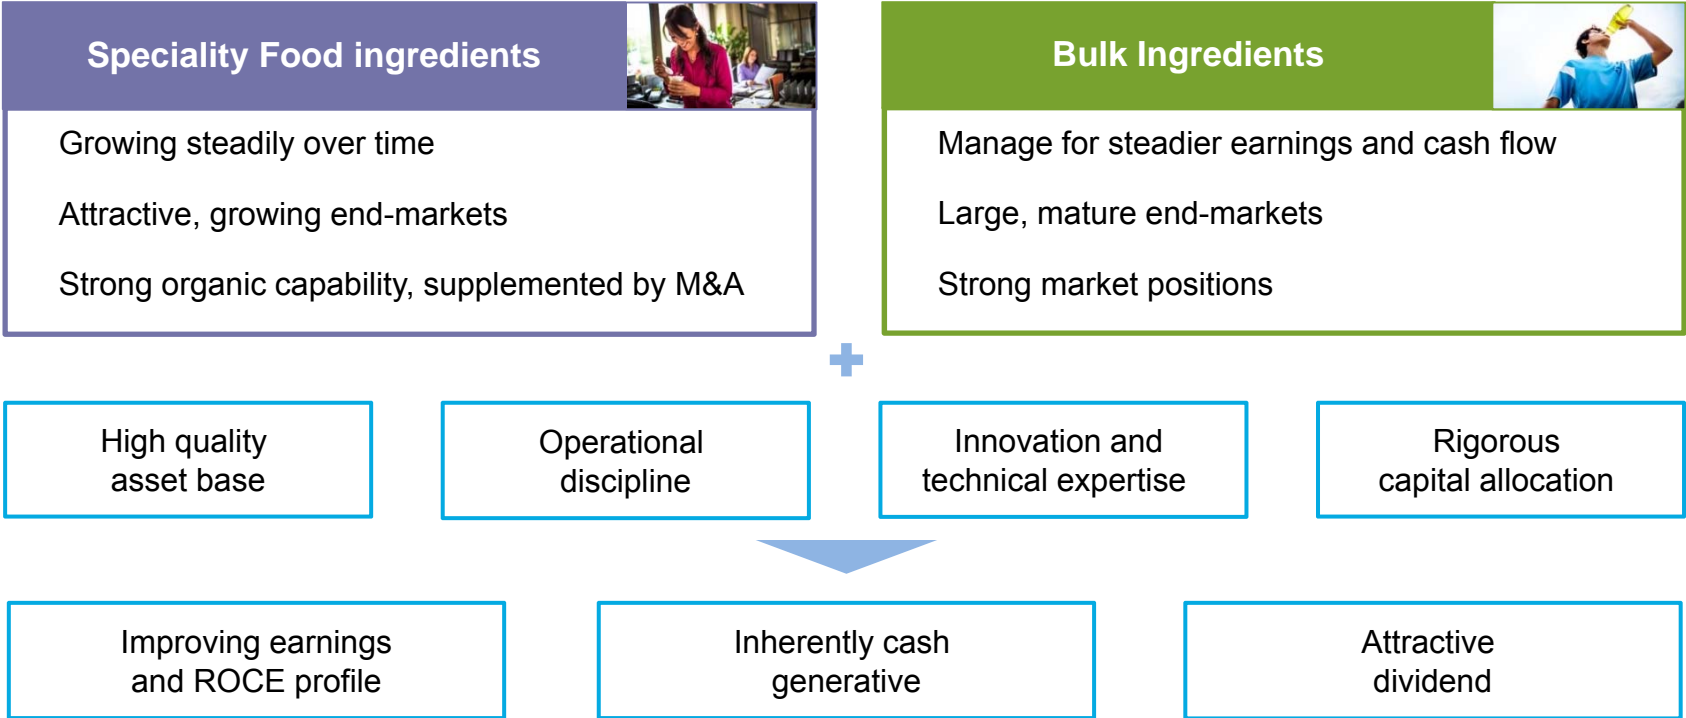 Speciality Food ingredients
Growing steadily over time
Attractive, growing end-markets
Strong organic capability, supplemented by M&A
Bulk Ingredients
Manage for steadier earnings and cash flow
Large, mature end-markets
Strong market positions
High quality
asset base
Operational
discipline
Innovation and
technical expertise
Rigorous
capital allocation
Improving earnings
and ROCE profile
Inherently cash
generative
Attractive
dividend